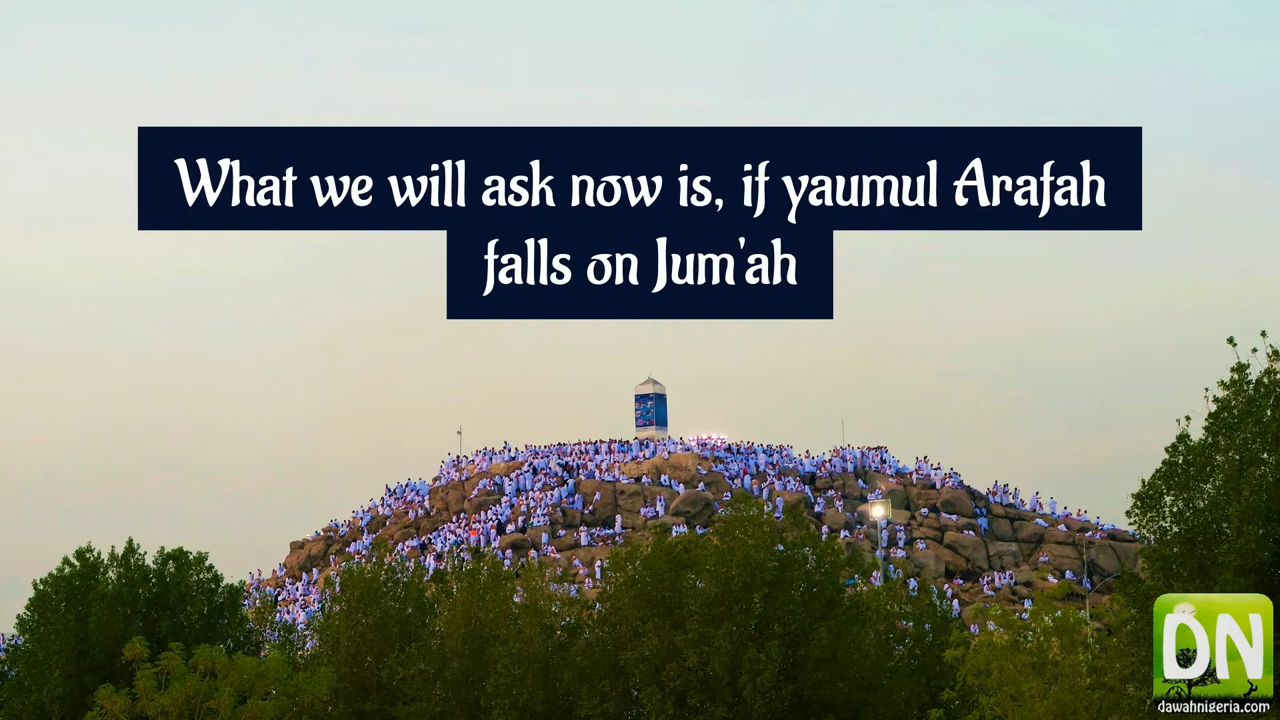 What we will ask now is, if yaumul Arafah
falls on Jum'ah
DN
dawahnigeria.com